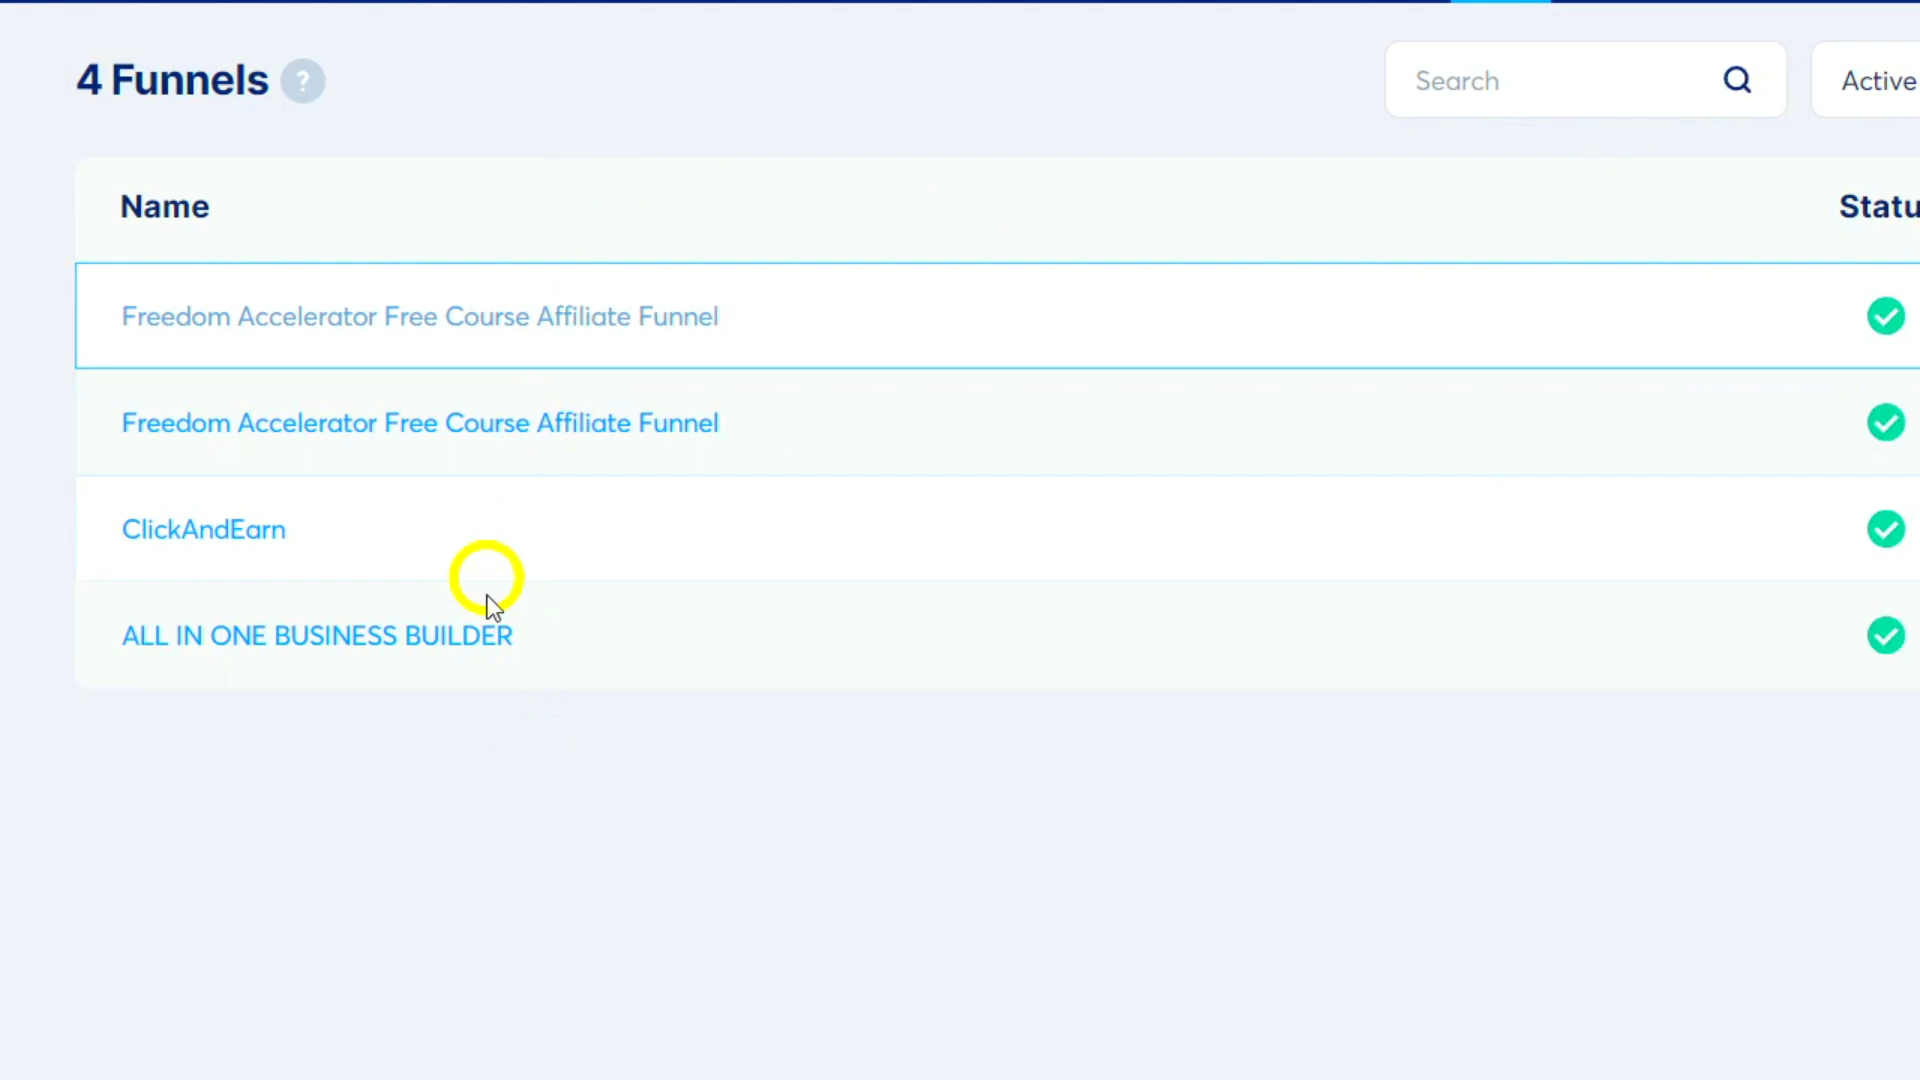 4 Funnels ?
Search
Active
Name
Statu
Freedom Accelerator Free Course Affiliate Funnel
Freedom Accelerator Free Course Affiliate Funnel
ClickAndEarn
ALL IN ONE BUSINESS BUILDER